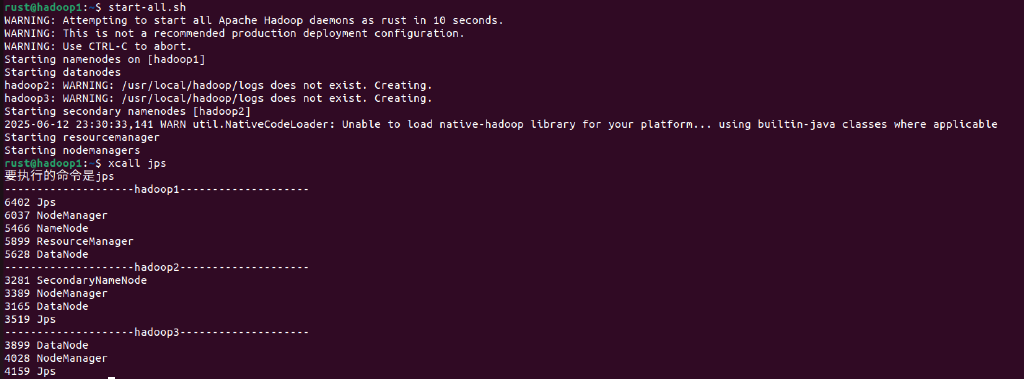 rust@hadoop1:~$ start-all.sh
WARNING: Attempting to start all Apache Hadoop daemons as rust in 10 seconds.
WARNING: This is not a recommended production deployment configuration.
WARNING: Use CTRL-C to abort.
Starting namenodes on [hadoop1]
Starting datanodes
hadoop2: WARNING: /usr/local/hadoop/logs does not exist. Creating.
hadoop3: WARNING: /usr/local/hadoop/logs does not exist. Creating.
Starting secondary namenodes [hadoop2]
2025-06-12 23:30:33,141 WARN util.NativeCodeLoader: Unable to load native-hadoop library for your platform... using builtin-java classes where applicable
Starting resourcemanager
Starting nodemanagers
rust@hadoop1:~$ xcall jps
要执行的命令是jps
--------------------hadoop1--------------------
6402 Jps
6037 NodeManager
5466 NameNode
5899 ResourceManager
5628 DataNode
--------------------hadoop2--------------------
3281 SecondaryNameNode
3389 NodeManager
3165 DataNode
3519 Jps
--------------------hadoop3--------------------
3899 DataNode
4028 NodeManager
4159 Jps